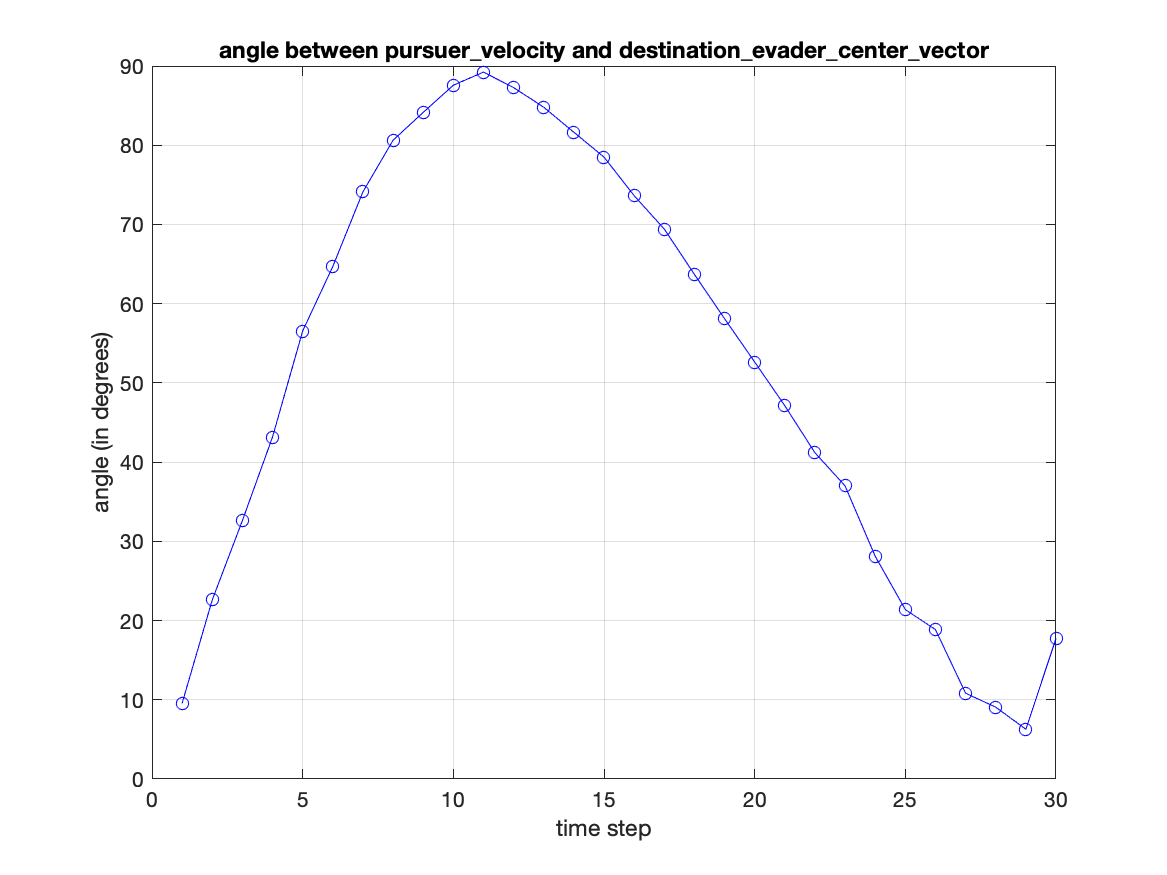 angle between pursuer_velocity and destination_evader_center_vector
90
80
70
60
50
40
30
20
10
0
angle (in degrees)
0 5 10 15 20 25 30
time step